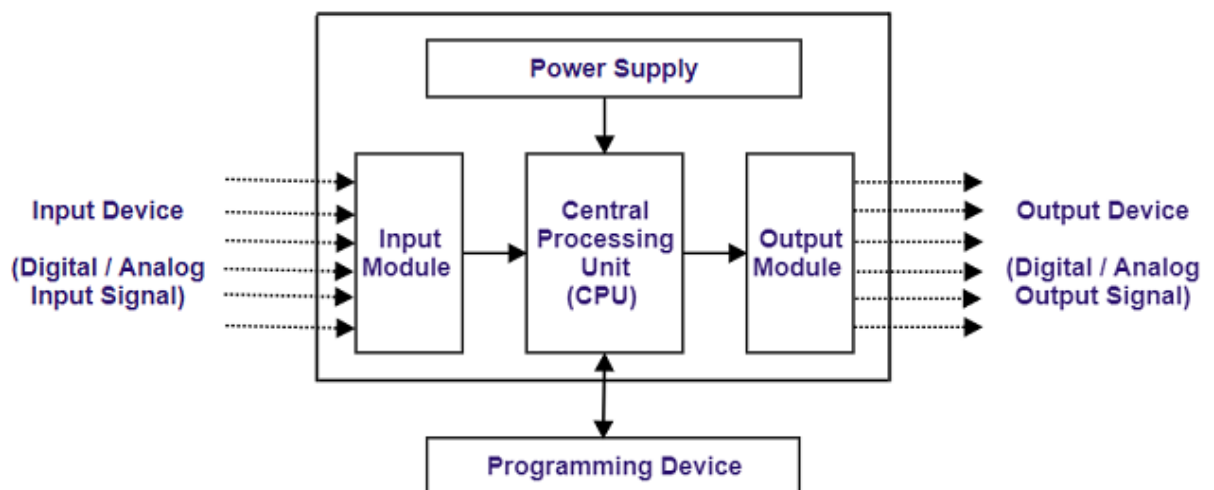 Power Supply
Input Device
(Digital / Analog
Input Signal)
Input
Module
Central
Processing
Unit
(CPU)
Output
Module
Output Device
(Digital / Analog
Output Signal)
Programming Device